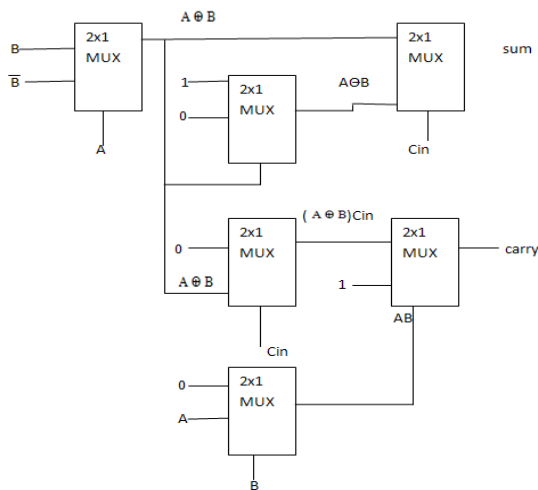 A ⊕ B
2x1
MUX
B
B̅
A
2x1
MUX
sum
Cin
1
0
2x1
MUX
A⊖B
( A ⊕ B)Cin
0
A ⊕ B
2x1
MUX
Cin
2x1
MUX
1
AB
carry
0
A
2x1
MUX
B